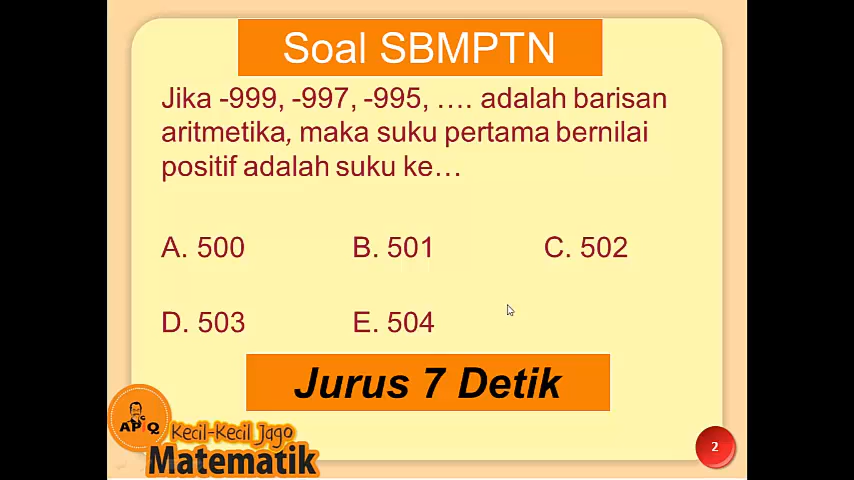 Soal SBMPTN
Jika -999, -997, -995, …. adalah barisan
aritmetika, maka suku pertama bernilai
positif adalah suku ke…
A. 500 B. 501 C. 502
D. 503 E. 504
Jurus 7 Detik
APIQ
Kecil-Kecil Jago
Matematik
2